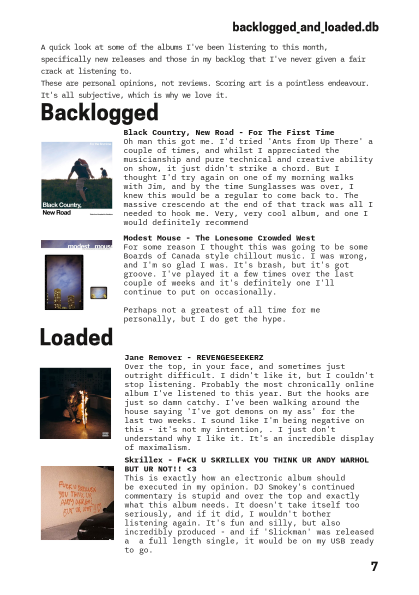 backlogged_and_loaded.db
A quick look at some of the albums I've been listening to this month,
specifically new releases and those in my backlog that I've never given a fair
crack at listening to.
These are personal opinions, not reviews. Scoring art is a pointless endeavour.
It's all subjective, which is why we love it.
Backlogged
Black Country, New Road - For The First Time
Oh man this got me. I'd tried 'Ants from Up There' a
couple of times, and whilst I appreciated the
musicianship and pure technical and creative ability
on show, it just didn't strike a chord. But I
thought I'd try again on one of my morning walks
with Jim, and by the time Sunglasses was over, I
knew this would be a regular to come back to. The
massive crescendo at the end of that track was all I
needed to hook me. Very, very cool album, and one I
would definitely recommend
Black Country,
New Road
Modest Mouse - The Lonesome Crowded West
For some reason I thought this was going to be some
Boards of Canada style chillout music. I was wrong,
and I'm so glad I was. It's brash, but it's got
groove. I've played it a few times over the last
couple of weeks and it's definitely one I'll
continue to put on occasionally.
Perhaps not a greatest of all time for me
personally, but I do get the hype.
modest mouse
Loaded
Jane Remover - REVENGESEEKERZ
Over the top, in your face, and sometimes just
outright difficult. I didn't like it, but I couldn't
stop listening. Probably the most chronically online
album I've listened to this year. But the hooks are
just so damn catchy. I've been walking around the
house saying 'I've got demons on my ass' for the
last two weeks. I sound like I'm being negative on
this - it's not my intention, . I just don't
understand why I like it. It's an incredible display
of maximalism.
Skrillex - F★CK U SKRILLEX YOU THINK UR ANDY WARHOL
BUT UR NOT!! <3
This is exactly how an electronic album should
be executed in my opinion. DJ Smokey's continued
commentary is stupid and over the top and exactly
what this album needs. It doesn't take itself too
seriously, and if it did, I wouldn't bother
listening again. It's fun and silly, but also
incredibly produced - and if 'Slickman' was released
a  a full length single, it would be on my USB ready
to go.
7